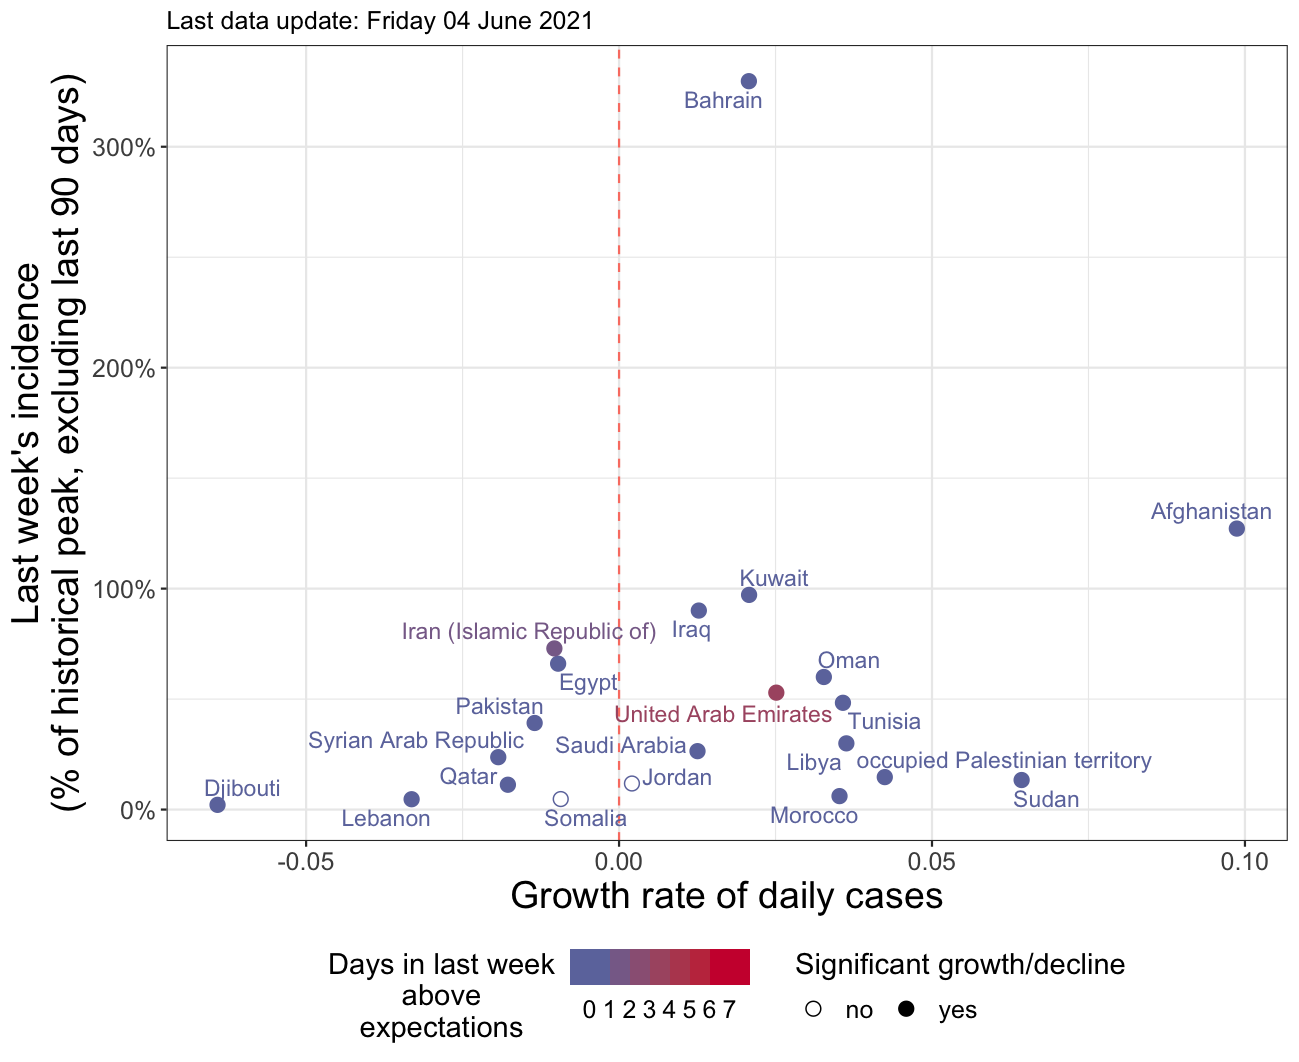 Last data update: Friday 04 June 2021
Last week's incidence
(% of historical peak, excluding last 90 days)
300%
200%
100%
0%
Bahrain
Afghanistan
Kuwait
Iraq
Iran (Islamic Republic of)
Oman
Egypt
Pakistan
United Arab Emirates
Tunisia
Syrian Arab Republic
Saudi Arabia
Libya
occupied Palestinian territory
Qatar
Jordan
Djibouti
Sudan
Lebanon
Somalia
Morocco
-0.05
0.00
0.05
0.10
Growth rate of daily cases
Days in last week
above
expectations
0 1 2 3 4 5 6 7
Significant growth/decline
no
yes